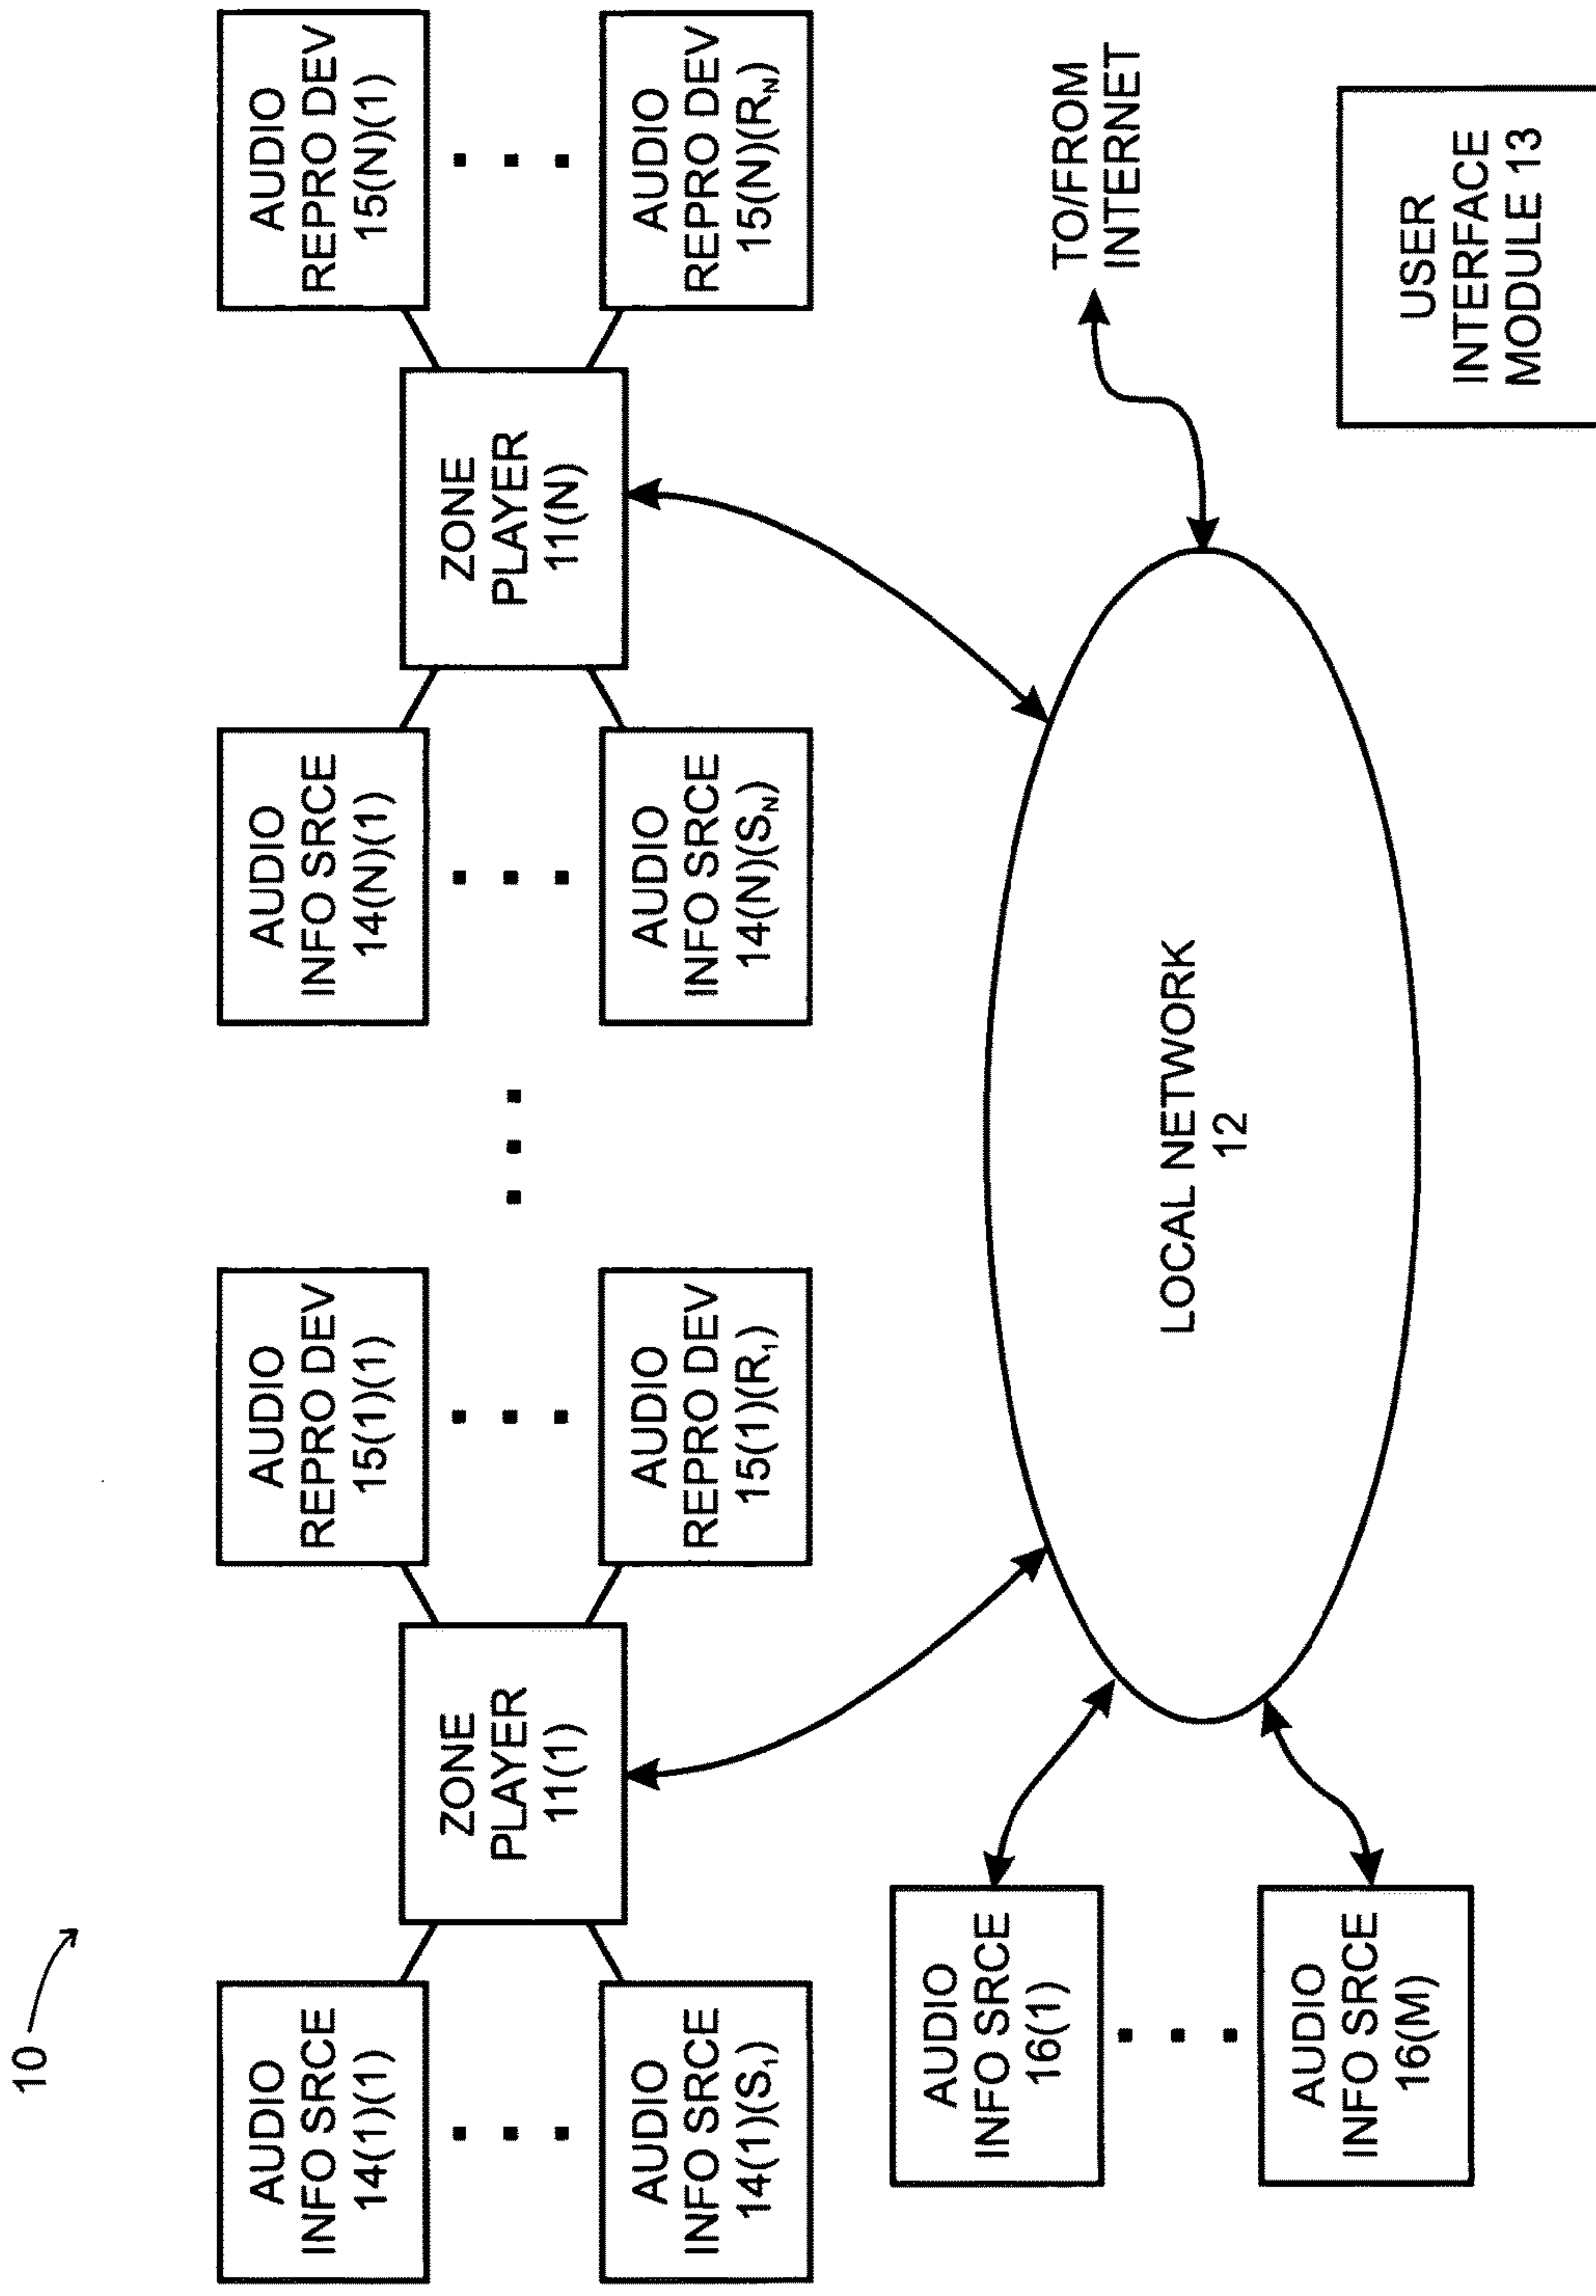 10
AUDIO
INFO SRCE
14(1)(1)
AUDIO
INFO SRCE
14(1)(S₁)
ZONE
PLAYER
11(1)
AUDIO
REPRO DEV
15(1)(1)
AUDIO
REPRO DEV
15(1)(R₁)
AUDIO
INFO SRCE
14(N)(1)
AUDIO
INFO SRCE
14(N)(S_N)
ZONE
PLAYER
11(N)
AUDIO
REPRO DEV
15(N)(1)
AUDIO
REPRO DEV
15(N)(R_N)
AUDIO
INFO SRCE
16(1)
AUDIO
INFO SRCE
16(M)
LOCAL NETWORK
12
TO/FROM
INTERNET
USER
INTERFACE
MODULE 13